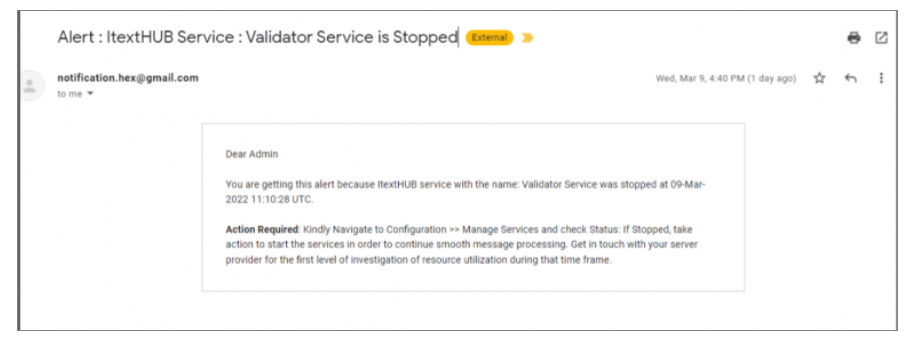 Alert : ItextHUB Service : Validator Service is Stopped External
notification.hex@gmail.com Wed, Mar 9, 4:40 PM (1 day ago)
to me
Dear Admin
You are getting this alert because ItextHUB service with the name: Validator Service was stopped at 09-Mar-
2022 11:10:28 UTC.
Action Required: Kindly Navigate to Configuration >> Manage Services and check Status: If Stopped, take
action to start the services in order to continue smooth message processing. Get in touch with your server
provider for the first level of investigation of resource utilization during that time frame.